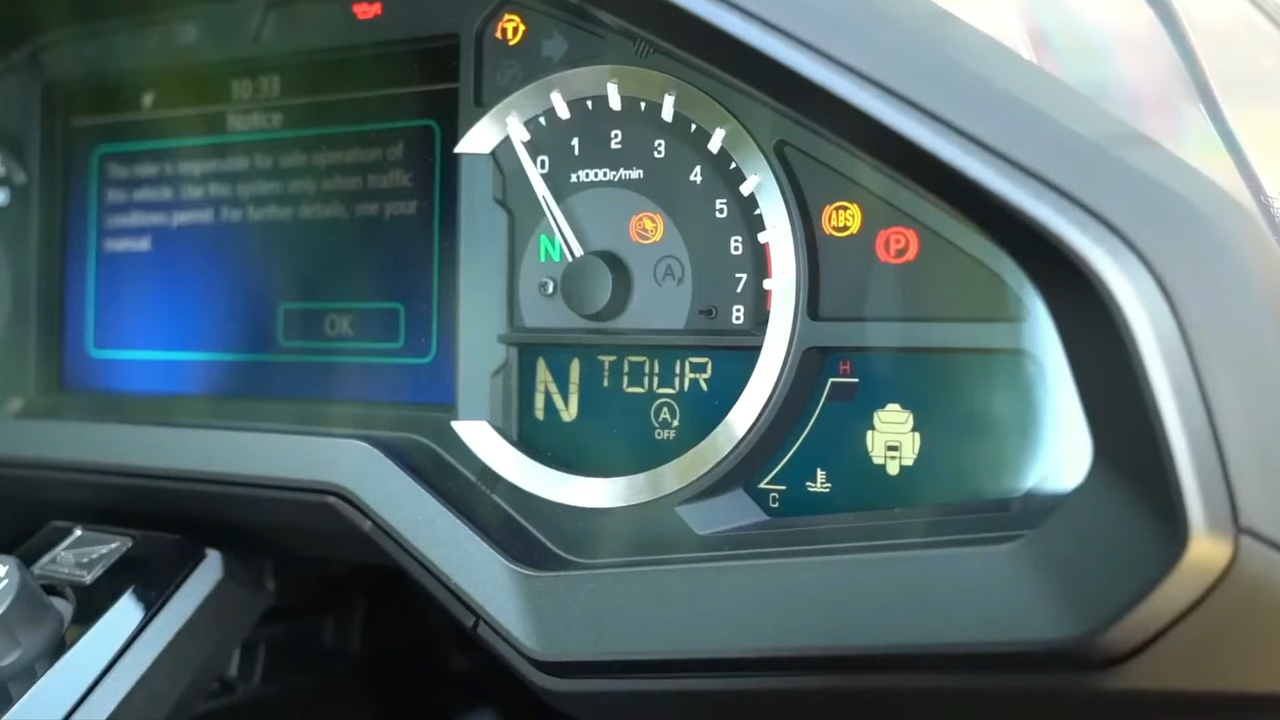 10:33
Notice
The rider is responsible for safe operation of
this vehicle. Use this system only when traffic
conditions permit. For further details, see your
manual.
OK
T
0 1 2 3 4 5 6 7 8
x1000r/min
N
A
ABS
P
N TOUR
A
OFF
H
C